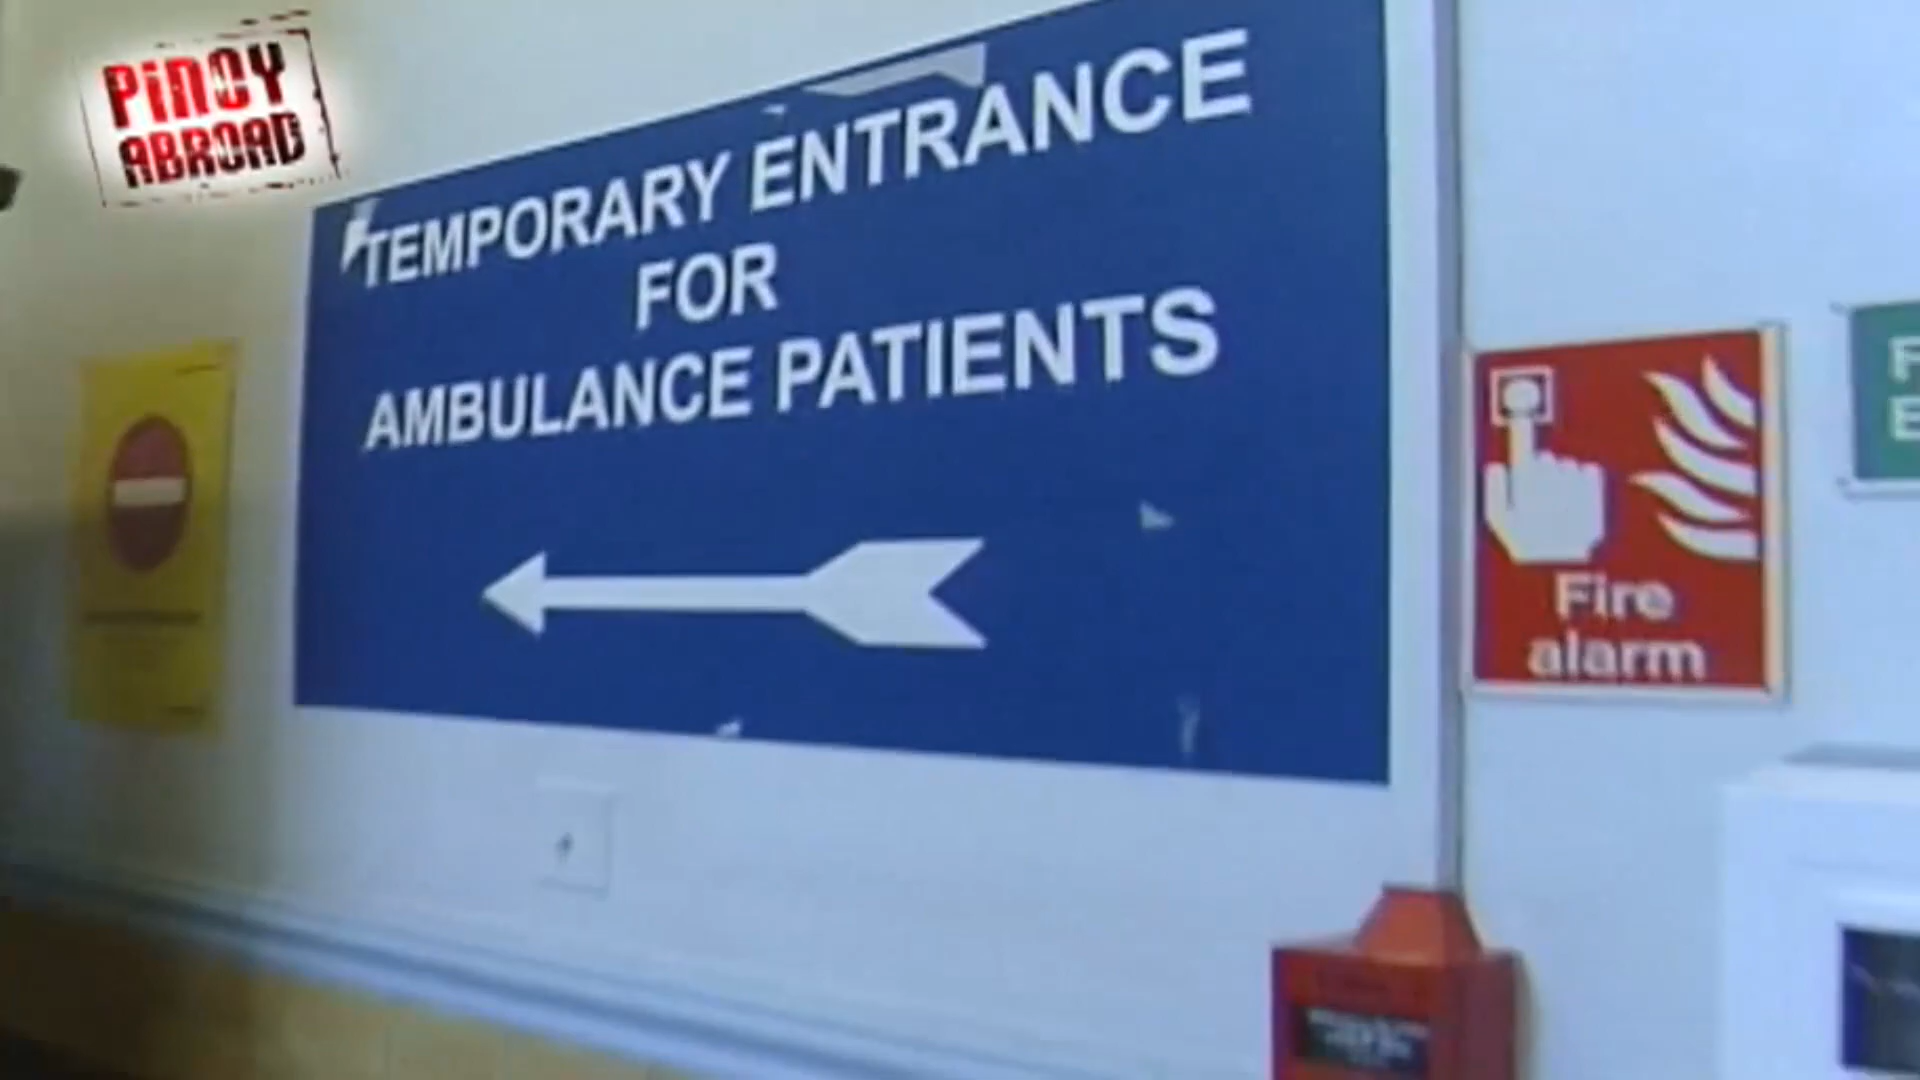 PINOY
ABROAD
TEMPORARY ENTRANCE
FOR
AMBULANCE PATIENTS
Fire
alarm
F
E